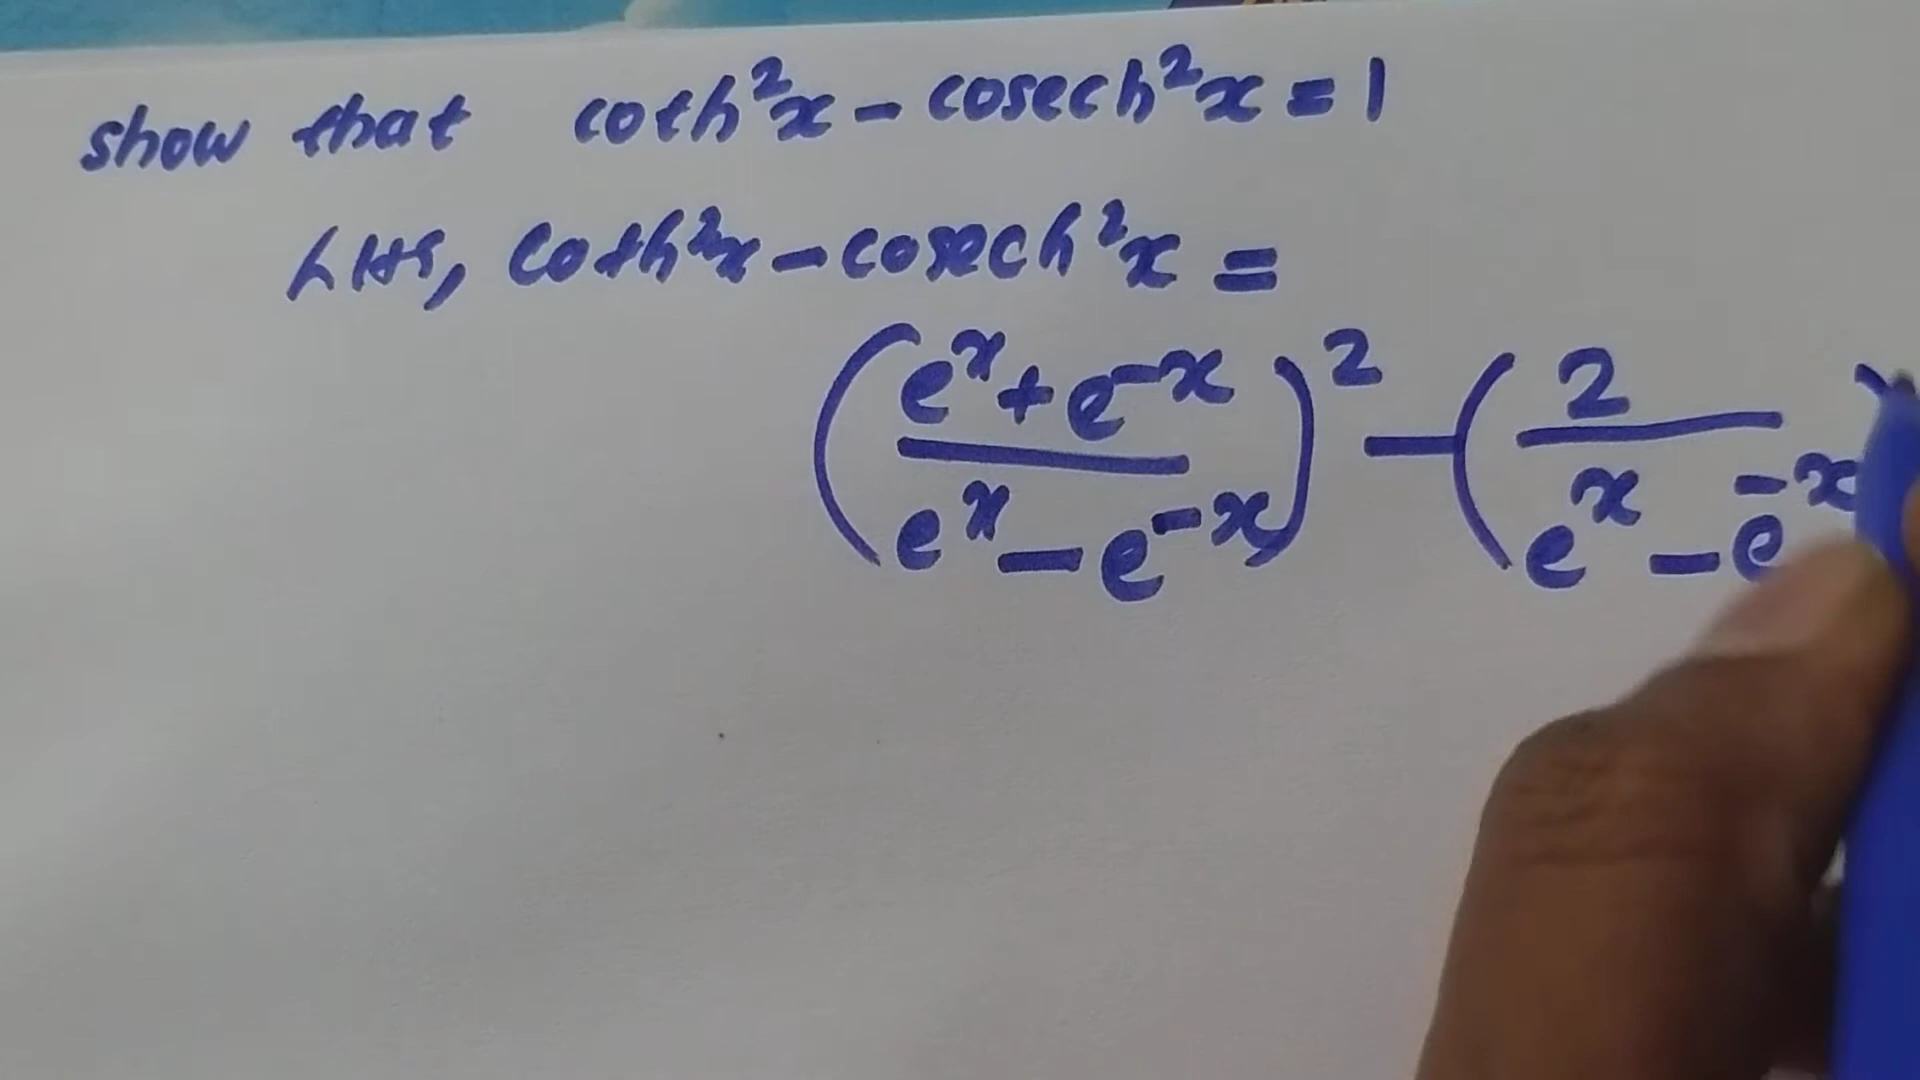 show that coth²x - cosech²x = 1
LHS, Coth²x - cosech²x =
(e^x + e^-x / e^x - e^-x)² - (2 / e^x - e^-x)